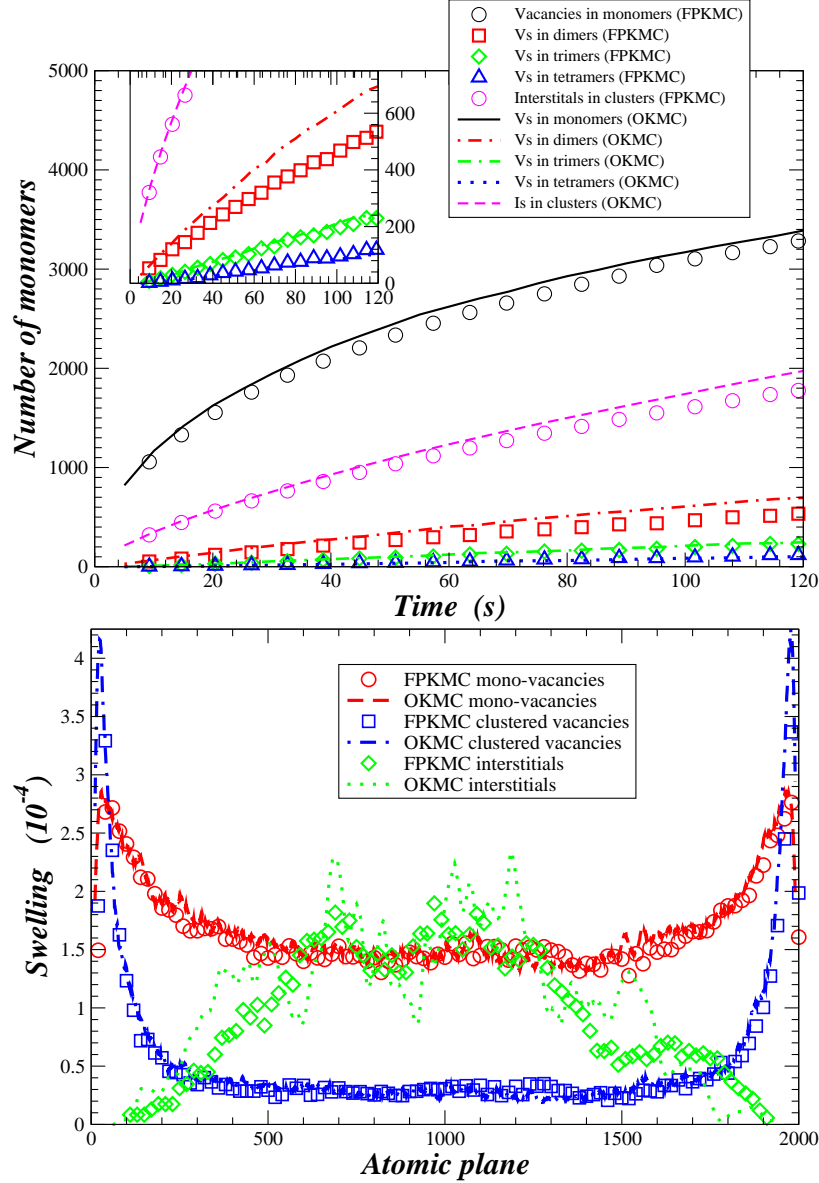 Vacancies in monomers (FPKMC)
Vs in dimers (FPKMC)
Vs in trimers (FPKMC)
Vs in tetramers (FPKMC)
Interstitals in clusters (FPKMC)
Vs in monomers (OKMC)
Vs in dimers (OKMC)
Vs in trimers (OKMC)
Vs in tetramers (OKMC)
Is in clusters (OKMC)
5000
4000
3000
2000
1000
0
Number of monomers
600
400
200
0
0 20 40 60 80 100 120
0 20 40 60 80 100 120
Time (s)
FPKMC mono-vacancies
OKMC mono-vacancies
FPKMC clustered vacancies
OKMC clustered vacancies
FPKMC interstitials
OKMC interstitials
4
3.5
3
2.5
2
1.5
1
0.5
0
Swelling (10-4)
0 500 1000 1500 2000
Atomic plane